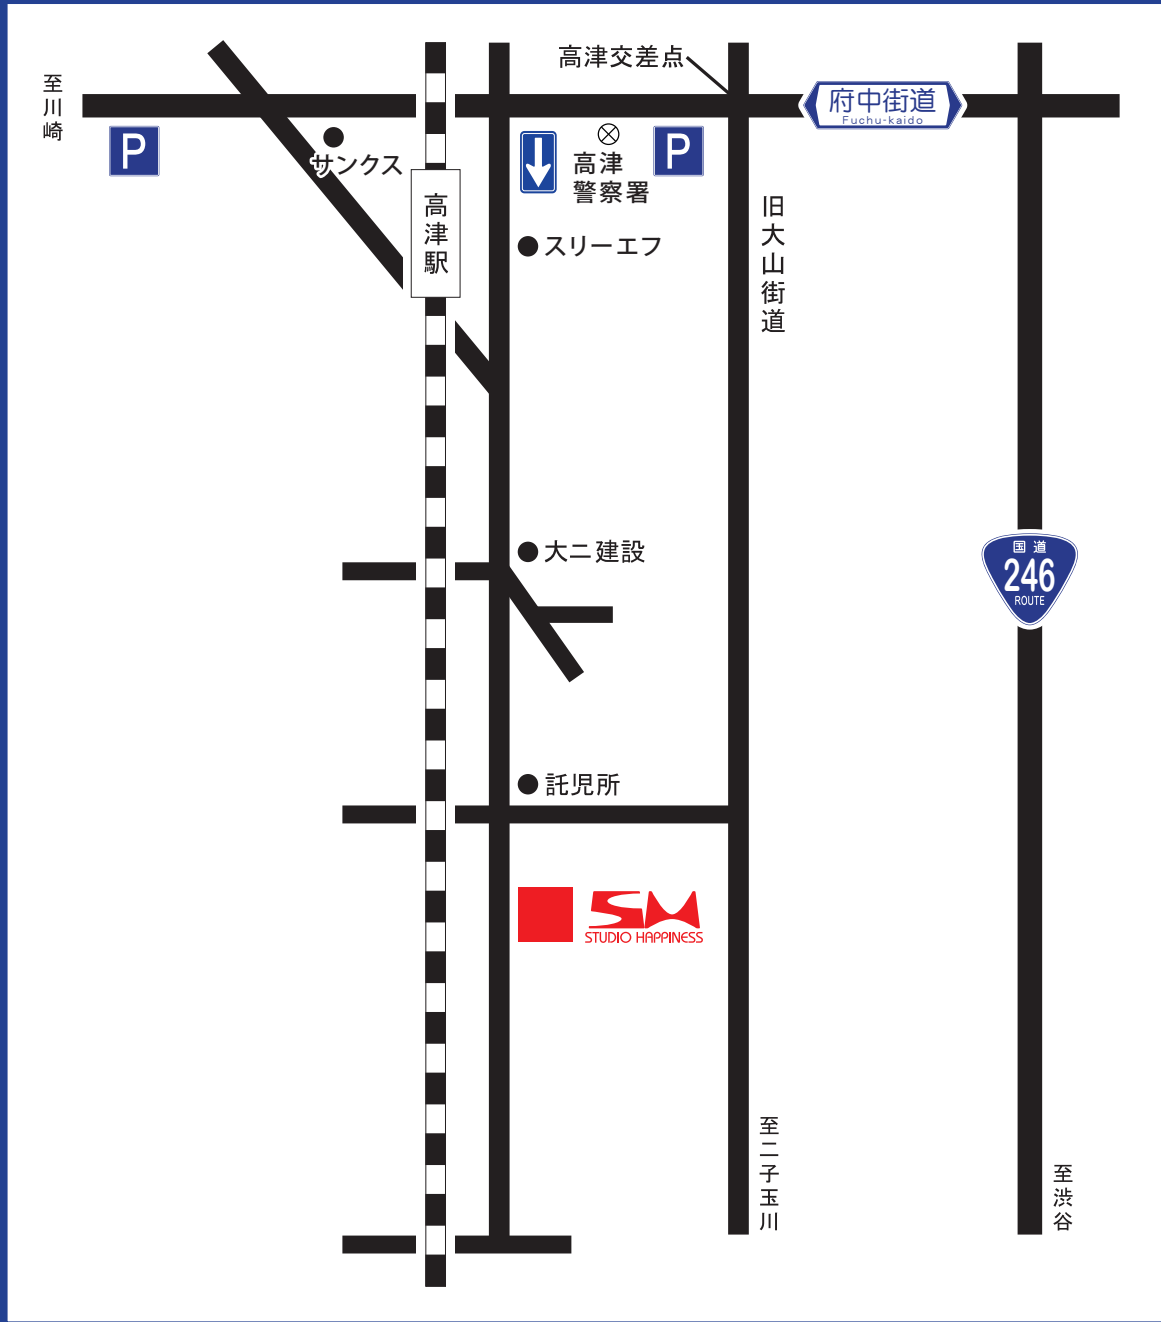 高津交差点
至川崎
府中街道
Fuchu-kaido
P
サンクス
高津
警察署
P
高津駅
スリーエフ
旧大山街道
大二建設
国道
246
ROUTE
託児所
SH
STUDIO HAPPINESS
至二子玉川
至渋谷